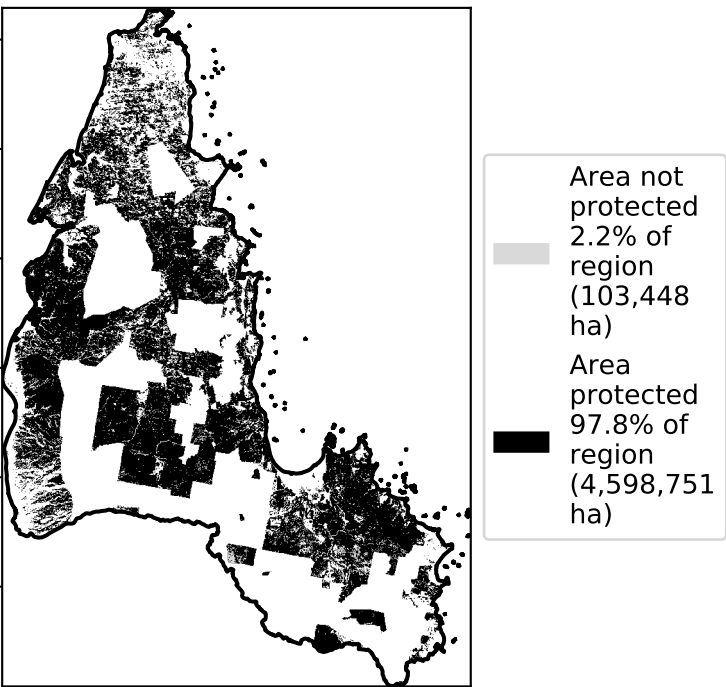 Area not
protected
2.2% of
region
(103,448
ha)
Area
protected
97.8% of
region
(4,598,751
ha)